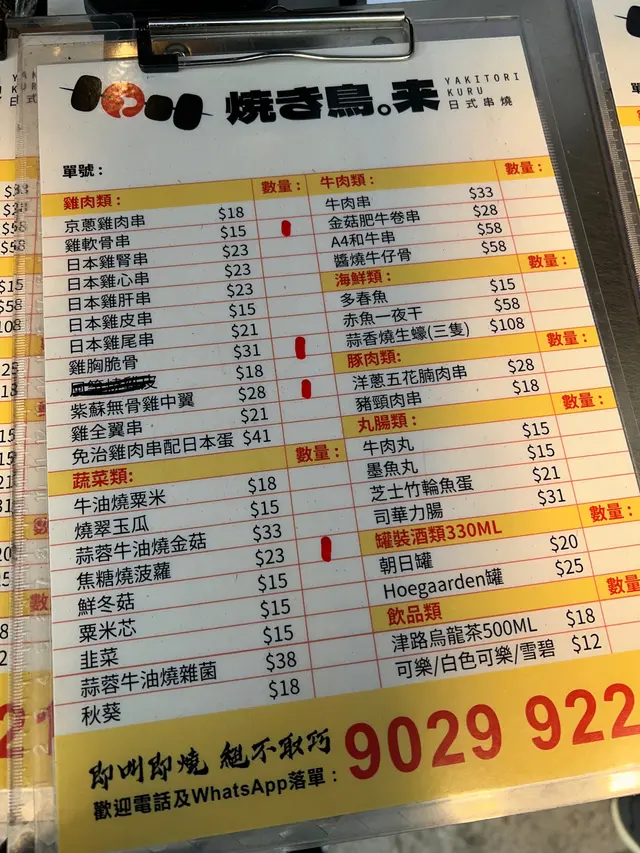 焼き鳥。来
YAKITORI
KURU
日式串燒
單號：
雞肉類： 數量：
京蔥雞肉串 $18
雞軟骨串 $15
日本雞腎串 $23
日本雞心串 $23
日本雞肝串 $23
日本雞皮串 $15
日本雞尾串 $21
雞胸脆骨 $31
$18
紫蘇無骨雞中翼 $28
雞全翼串 $21
免治雞肉串配日本蛋 $41
蔬菜類： 數量：
牛油燒粟米 $18
燒翠玉瓜 $15
蒜蓉牛油燒金菇 $33
焦糖燒菠蘿 $23
鮮冬菇 $15
粟米芯 $15
韭菜 $15
蒜蓉牛油燒雜菌 $38
秋葵 $18
牛肉類： 數量：
牛肉串 $33
金菇肥牛卷串 $28
A4和牛串 $58
醬燒牛仔骨 $58
海鮮類： 數量：
多春魚 $15
赤魚一夜干 $58
蒜香燒生蠔(三隻) $108
豚肉類： 數量：
洋蔥五花腩肉串 $28
豬頸肉串 $18
丸腸類： 數量：
牛肉丸 $15
墨魚丸 $15
芝士竹輪魚蛋 $21
司華力腸 $31
罐裝酒類330ML 數量：
朝日罐 $20
Hoegaarden罐 $25
飲品類 數量
津路烏龍茶500ML $18
可樂/白色可樂/雪碧 $12
即叫即燒 絕不取巧
歡迎電話及WhatsApp落單：
9029 922